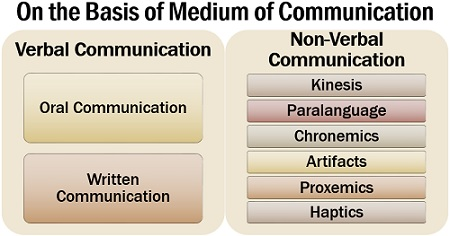 On the Basis of Medium of Communication
Verbal Communication
Oral Communication
Written
Communication
Non-Verbal
Communication
Kinesis
Paralanguage
Chronemics
Artifacts
Proxemics
Haptics